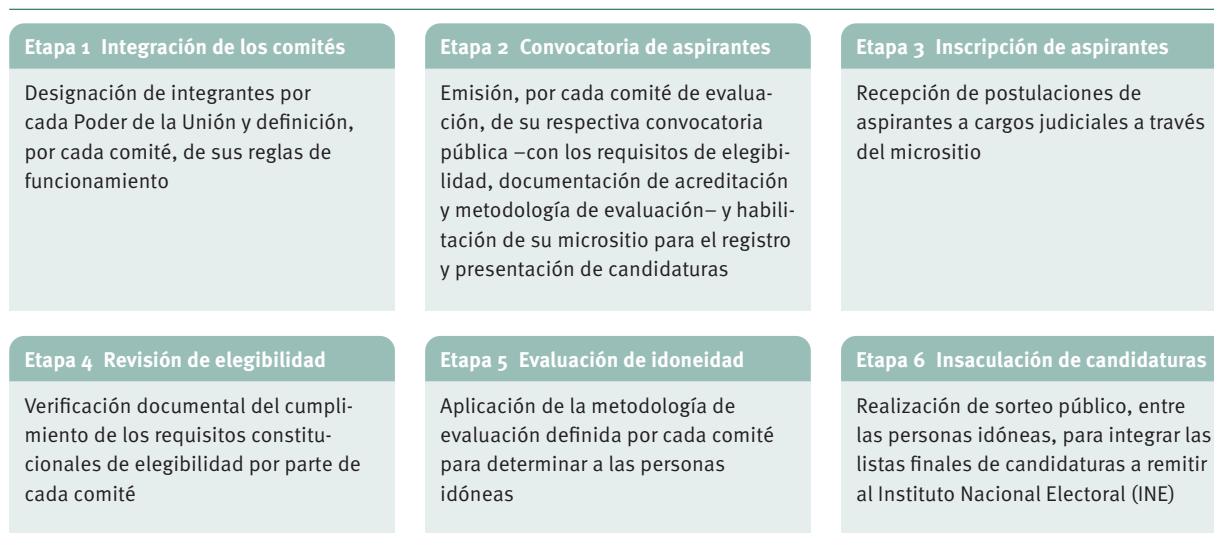 Etapa 1 Integración de los comités
Designación de integrantes por
cada Poder de la Unión y definición,
por cada comité, de sus reglas de
funcionamiento
Etapa 2 Convocatoria de aspirantes
Emisión, por cada comité de evalua-
ción, de su respectiva convocatoria
pública –con los requisitos de elegibi-
lidad, documentación de acreditación
y metodología de evaluación– y habili-
tación de su micrositio para el registro
y presentación de candidaturas
Etapa 3 Inscripción de aspirantes
Recepción de postulaciones de
aspirantes a cargos judiciales a través
del micrositio
Etapa 4 Revisión de elegibilidad
Verificación documental del cumpli-
miento de los requisitos constitu-
cionales de elegibilidad por parte de
cada comité
Etapa 5 Evaluación de idoneidad
Aplicación de la metodología de
evaluación definida por cada comité
para determinar a las personas
idóneas
Etapa 6 Insaculación de candidaturas
Realización de sorteo público, entre
las personas idóneas, para integrar las
listas finales de candidaturas a remitir
al Instituto Nacional Electoral (INE)